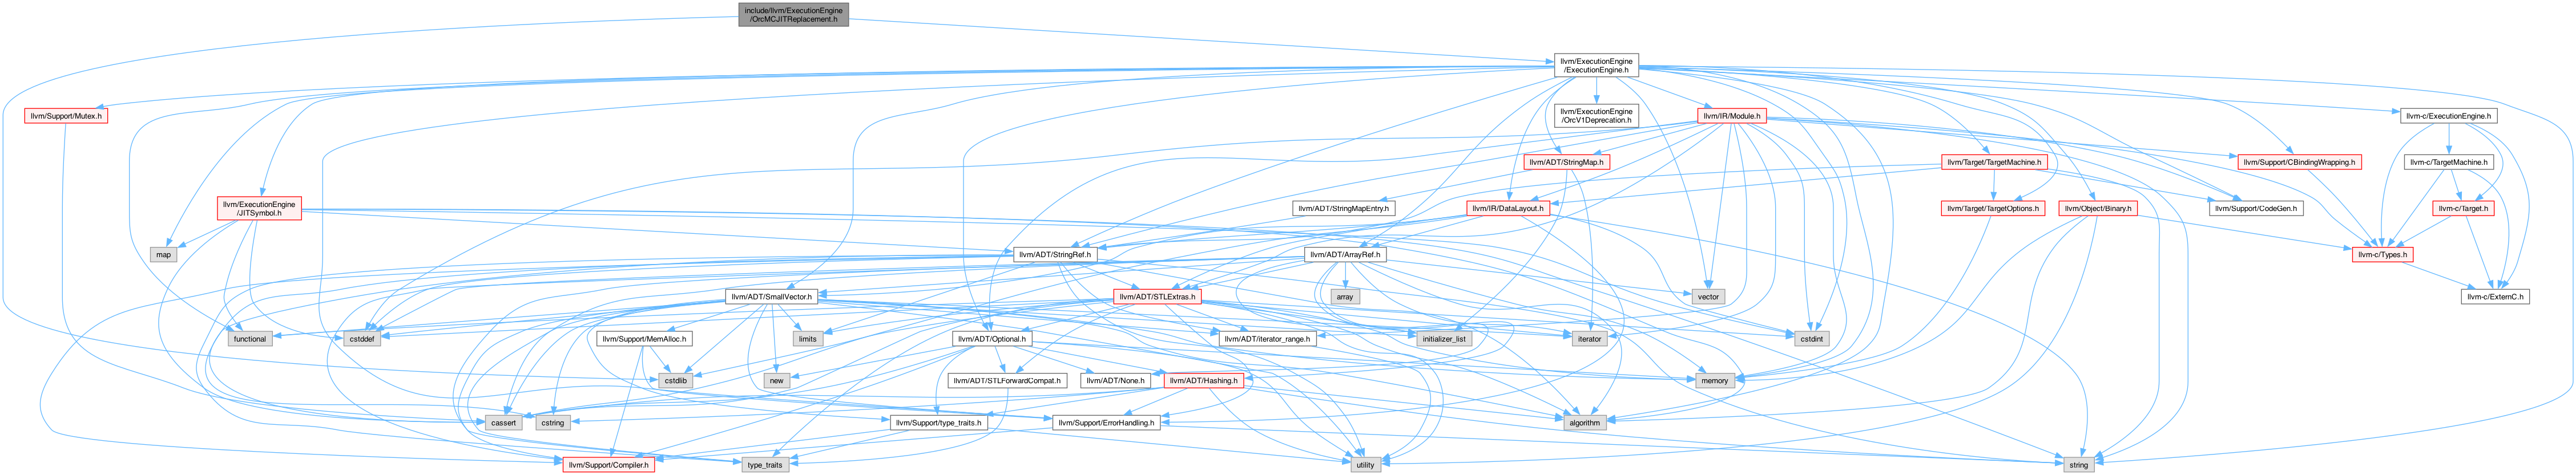 include/llvm/ExecutionEngine
/OrcMCJITReplacement.h
llvm/ExecutionEngine
/ExecutionEngine.h
llvm/Support/Mutex.h
llvm/ExecutionEngine
/OrcV1Deprecation.h
llvm/IR/Module.h
llvm-c/ExecutionEngine.h
llvm/ADT/StringMap.h
llvm/Target/TargetMachine.h
llvm/Support/CBindingWrapping.h
llvm-c/TargetMachine.h
llvm/ExecutionEngine
/JITSymbol.h
llvm/ADT/StringMapEntry.h
llvm/IR/DataLayout.h
llvm/Target/TargetOptions.h
llvm/Object/Binary.h
llvm/Support/CodeGen.h
llvm-c/Target.h
map
llvm/ADT/StringRef.h
llvm/ADT/ArrayRef.h
llvm-c/Types.h
llvm/ADT/SmallVector.h
llvm/ADT/STLExtras.h
array
vector
llvm-c/ExternC.h
functional
cstddef
llvm/Support/MemAlloc.h
limits
llvm/ADT/Optional.h
llvm/ADT/iterator_range.h
initializer_list
iterator
cstdint
cstdlib
new
llvm/ADT/STLForwardCompat.h
llvm/ADT/None.h
llvm/ADT/Hashing.h
memory
cassert
cstring
llvm/Support/type_traits.h
llvm/Support/ErrorHandling.h
algorithm
llvm/Support/Compiler.h
type_traits
utility
string